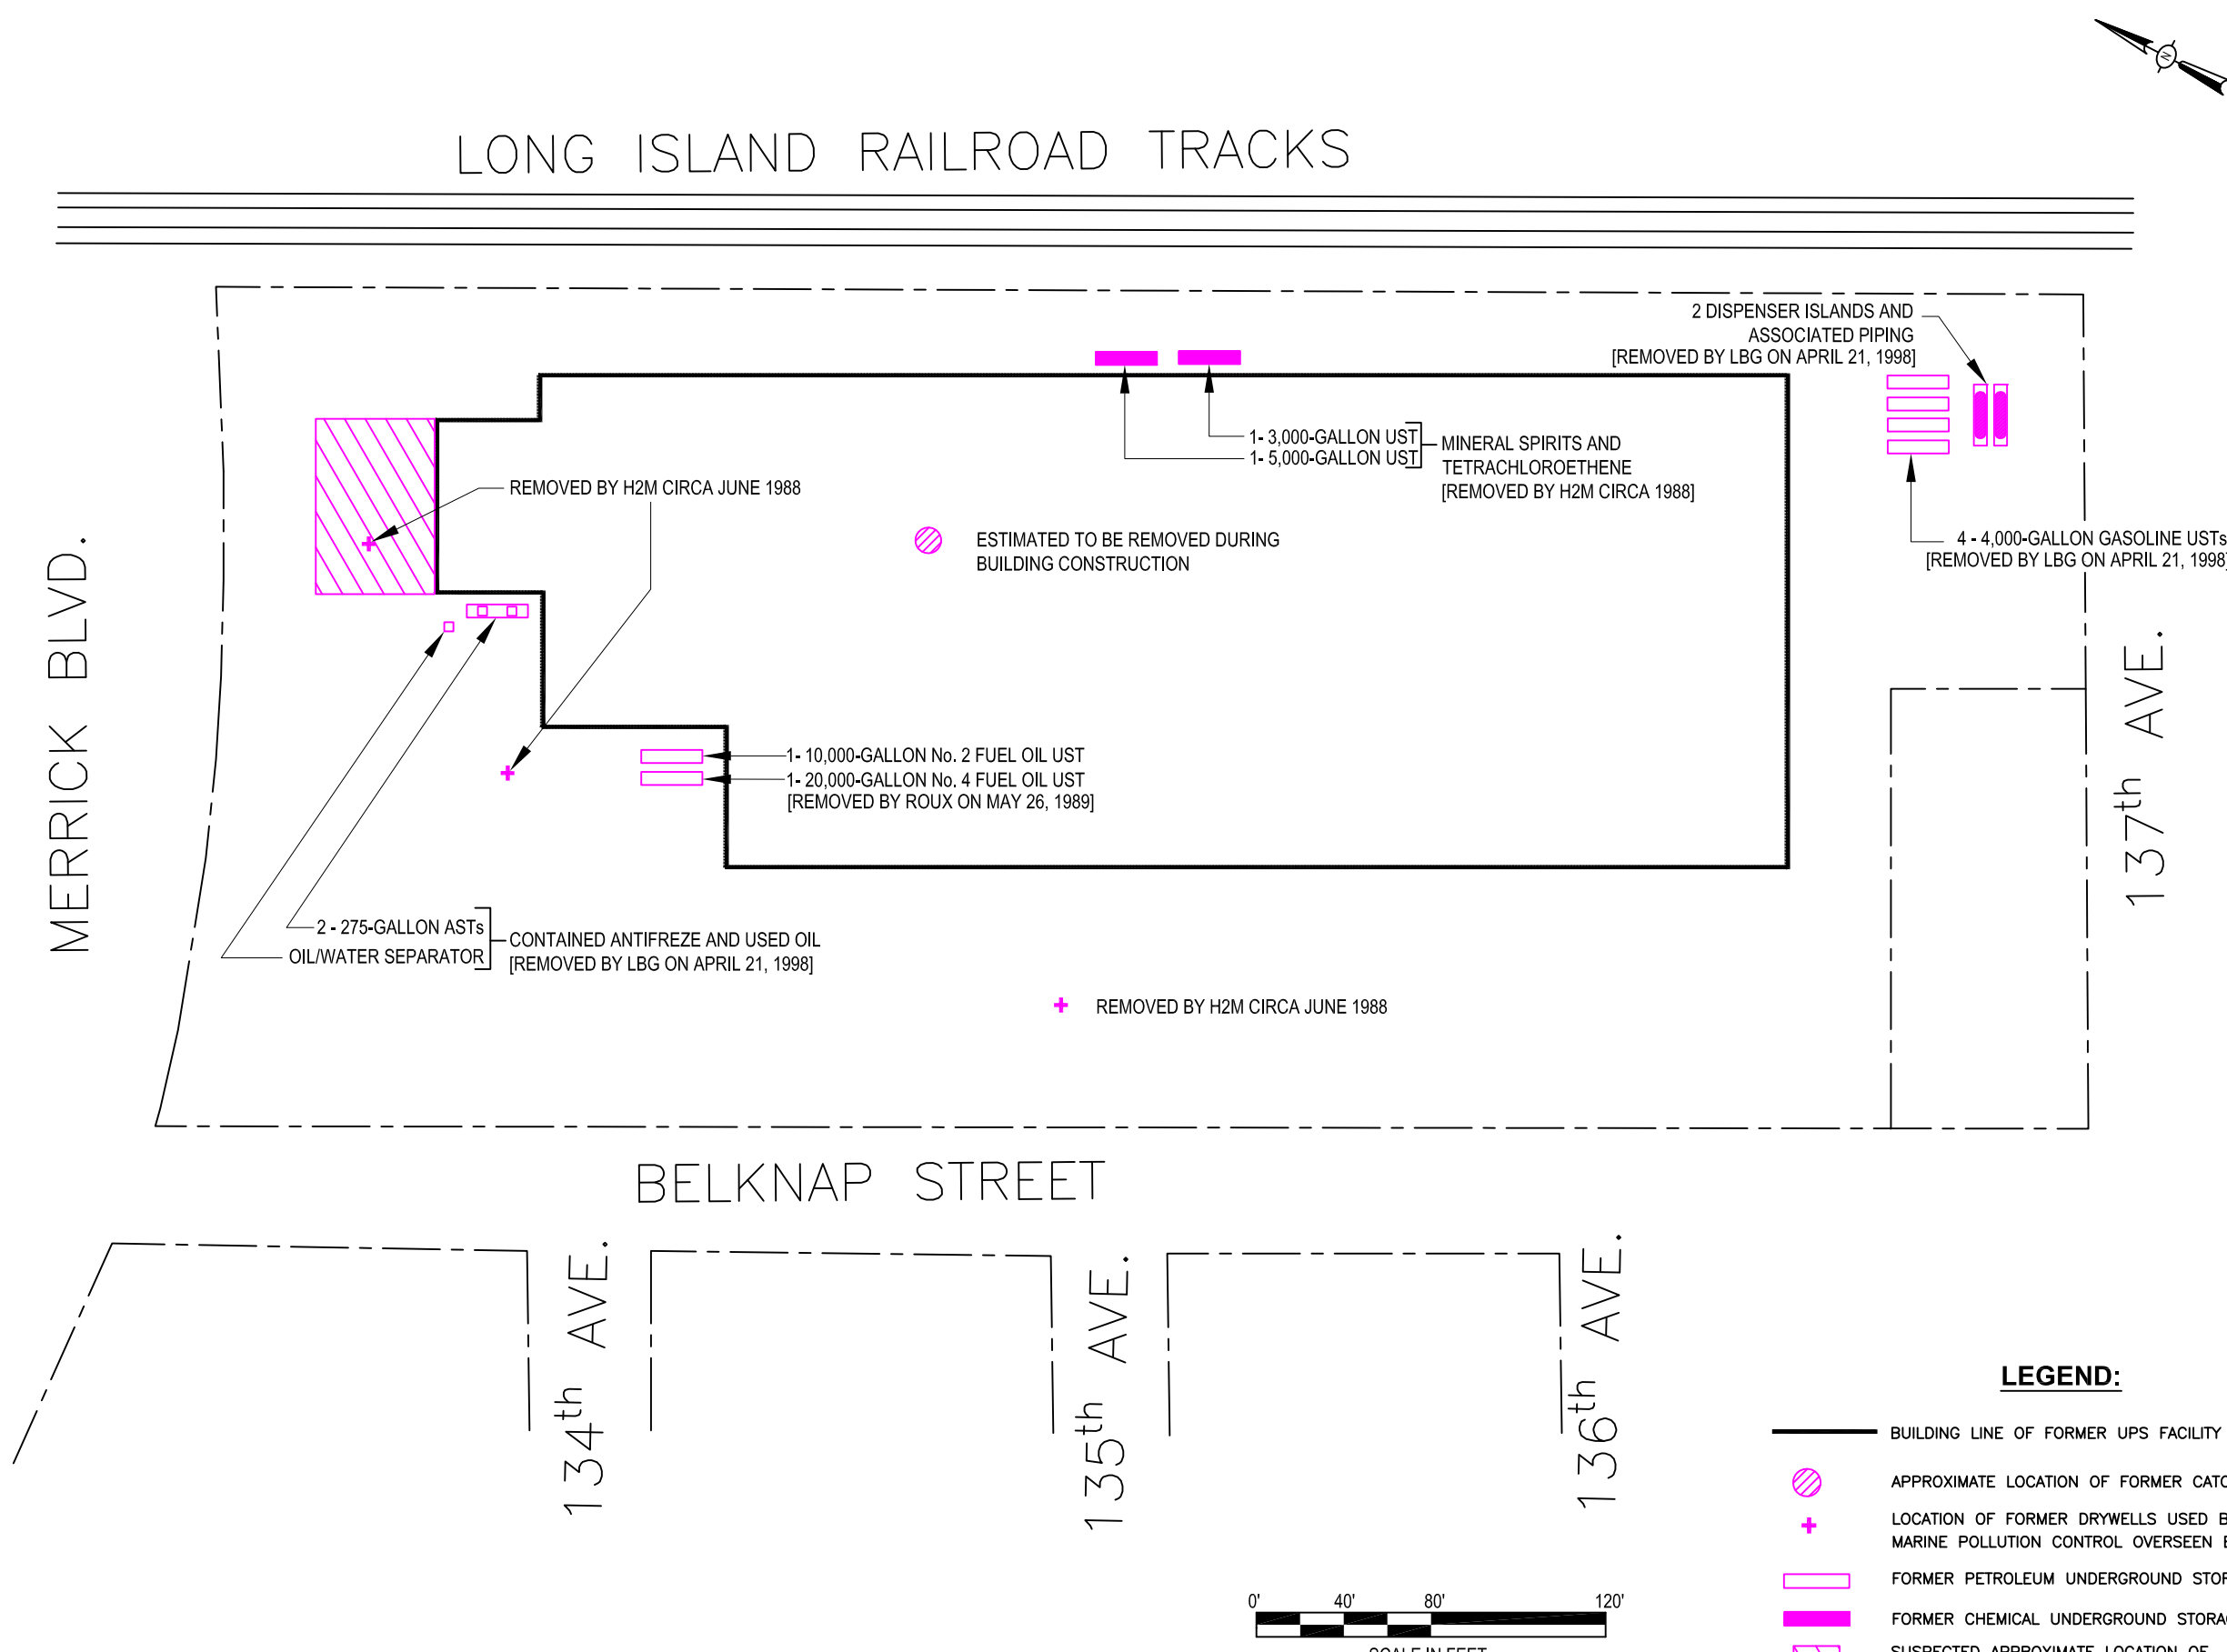 N
LONG ISLAND RAILROAD TRACKS
2 DISPENSER ISLANDS AND
ASSOCIATED PIPING
[REMOVED BY LBG ON APRIL 21, 1998]
1- 3,000-GALLON UST
1- 5,000-GALLON UST
MINERAL SPIRITS AND
TETRACHLOROETHENE
[REMOVED BY H2M CIRCA 1988]
REMOVED BY H2M CIRCA JUNE 1988
ESTIMATED TO BE REMOVED DURING
BUILDING CONSTRUCTION
4 - 4,000-GALLON GASOLINE USTs
[REMOVED BY LBG ON APRIL 21, 1998]
MERRICK BLVD.
137th AVE.
1- 10,000-GALLON No. 2 FUEL OIL UST
1- 20,000-GALLON No. 4 FUEL OIL UST
[REMOVED BY ROUX ON MAY 26, 1989]
2 - 275-GALLON ASTs
OIL/WATER SEPARATOR
CONTAINED ANTIFREZE AND USED OIL
[REMOVED BY LBG ON APRIL 21, 1998]
REMOVED BY H2M CIRCA JUNE 1988
BELKNAP STREET
134th AVE.
135th AVE.
136th AVE.
LEGEND:
BUILDING LINE OF FORMER UPS FACILITY
APPROXIMATE LOCATION OF FORMER
LOCATION OF FORMER DRYWELLS USED
MARINE POLLUTION CONTROL OVERSEEN
FORMER PETROLEUM UNDERGROUND
FORMER CHEMICAL UNDERGROUND
SUSPECTED APPROXIMATE LOCATION OF
0' 40' 80' 120'
SCALE IN FEET